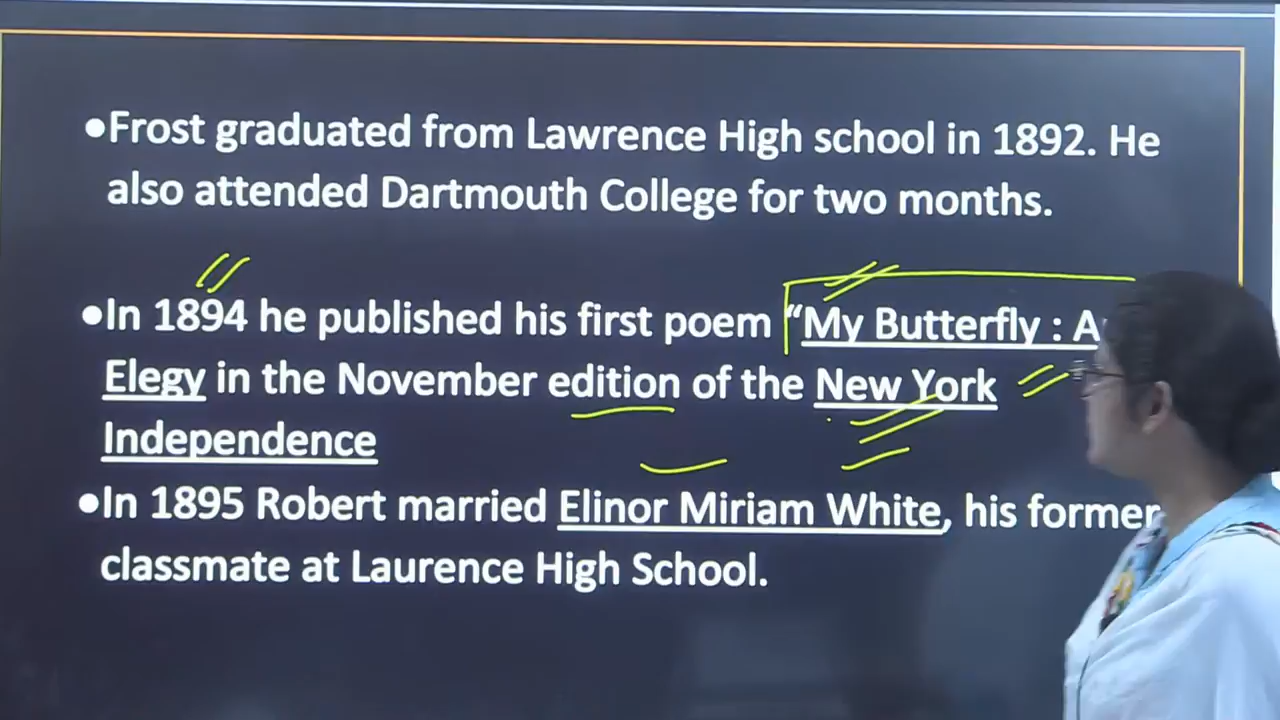 ●Frost graduated from Lawrence High school in 1892. He
also attended Dartmouth College for two months.
●In 1894 he published his first poem “My Butterfly : A
Elegy in the November edition of the New York
Independence
●In 1895 Robert married Elinor Miriam White, his former
classmate at Laurence High School.